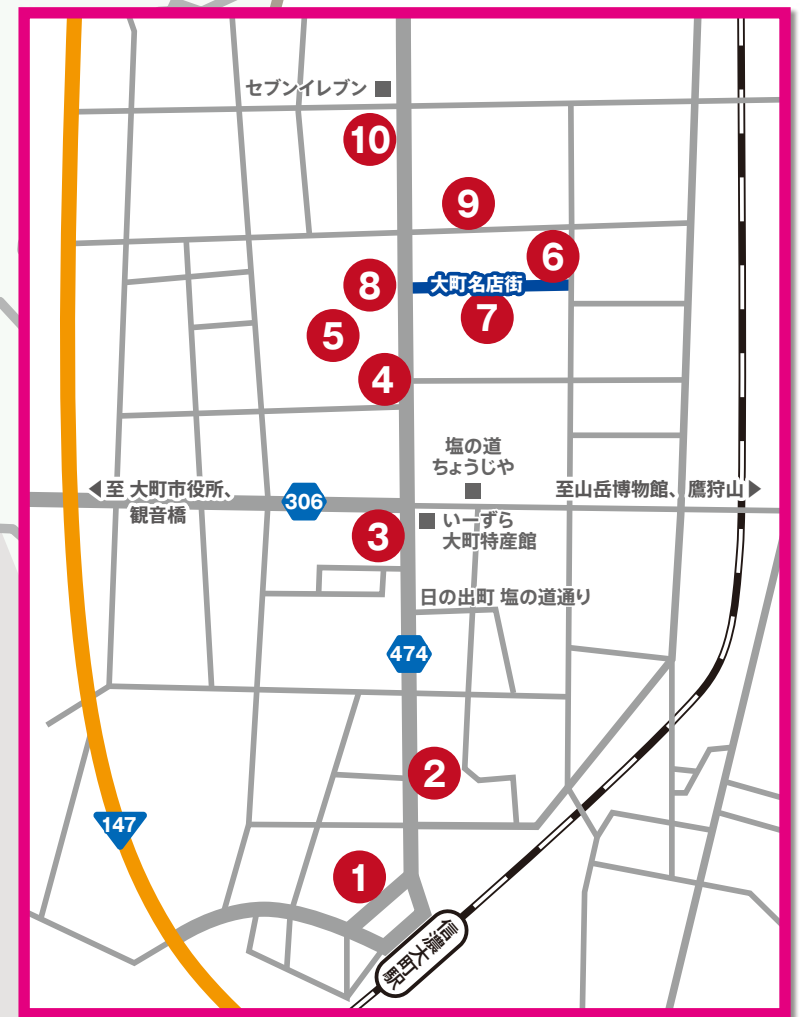 セブンイレブン
10
9
6
8
大町名店街
7
5
4
塩の道
ちょうじや
至 大町市役所、
観音橋
306
至山岳博物館、鷹狩山
いーずら
大町特産館
3
日の出町 塩の道通り
474
2
147
1
信濃大町駅